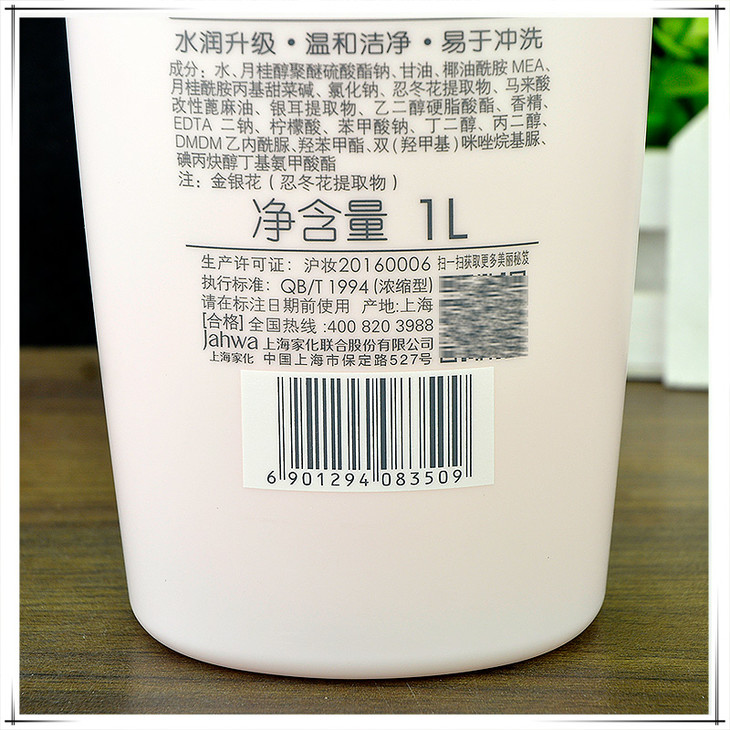 水润升级·温和洁净·易于冲洗
成分：水、月桂醇聚醚硫酸酯钠、甘油、椰油酰胺 MEA、
月桂酰胺丙基甜菜碱、氯化钠、忍冬花提取物、马来酸
改性蓖麻油、银耳提取物、乙二醇硬脂酸酯、香精、
EDTA 二钠、柠檬酸、苯甲酸钠、丁二醇、丙二醇、
DMDM 乙内酰脲、羟苯甲酯、双(羟甲基)咪唑烷基脲、
碘丙炔醇丁基氨甲酸酯
注：金银花(忍冬花提取物)
净含量 1L
生产许可证：沪妆20160006 扫一扫获取更多美丽秘笈
执行标准：QB/T 1994 (浓缩型)
请在标注日期前使用 产地:上海
[合格] 全国热线:400 820 3988
Jahwa 上海家化联合股份有限公司
上海家化 中国上海市保定路527号
6 901294 083509